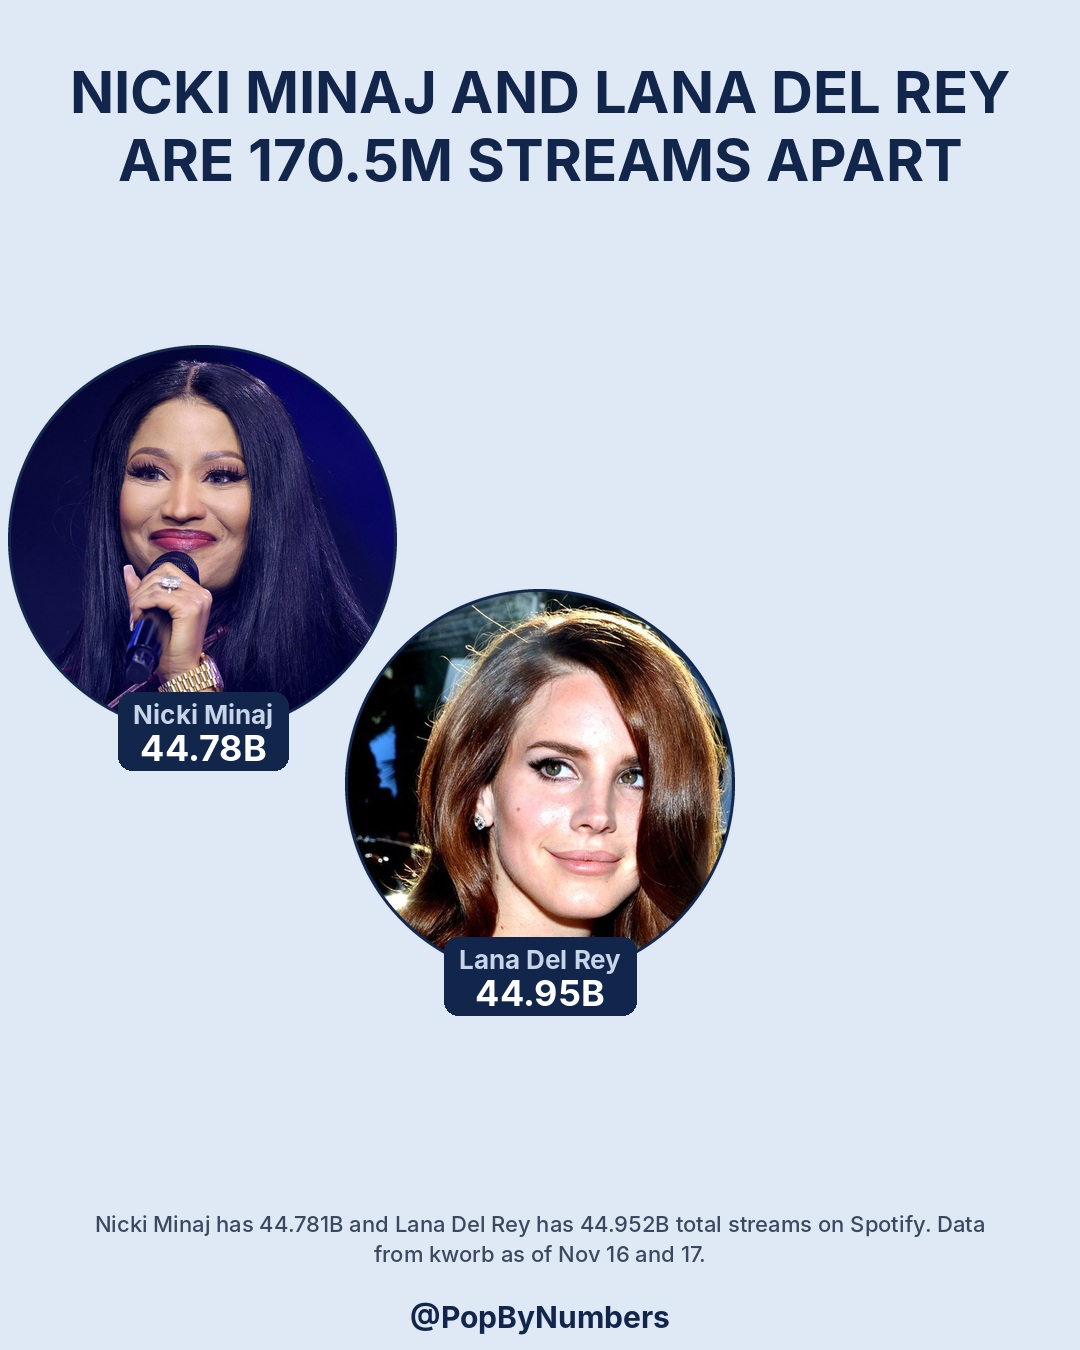 NICKI MINAJ AND LANA DEL REY
ARE 170.5M STREAMS APART
Nicki Minaj
44.78B
Lana Del Rey
44.95B
Nicki Minaj has 44.781B and Lana Del Rey has 44.952B total streams on Spotify. Data
from kworb as of Nov 16 and 17.
@PopByNumbers